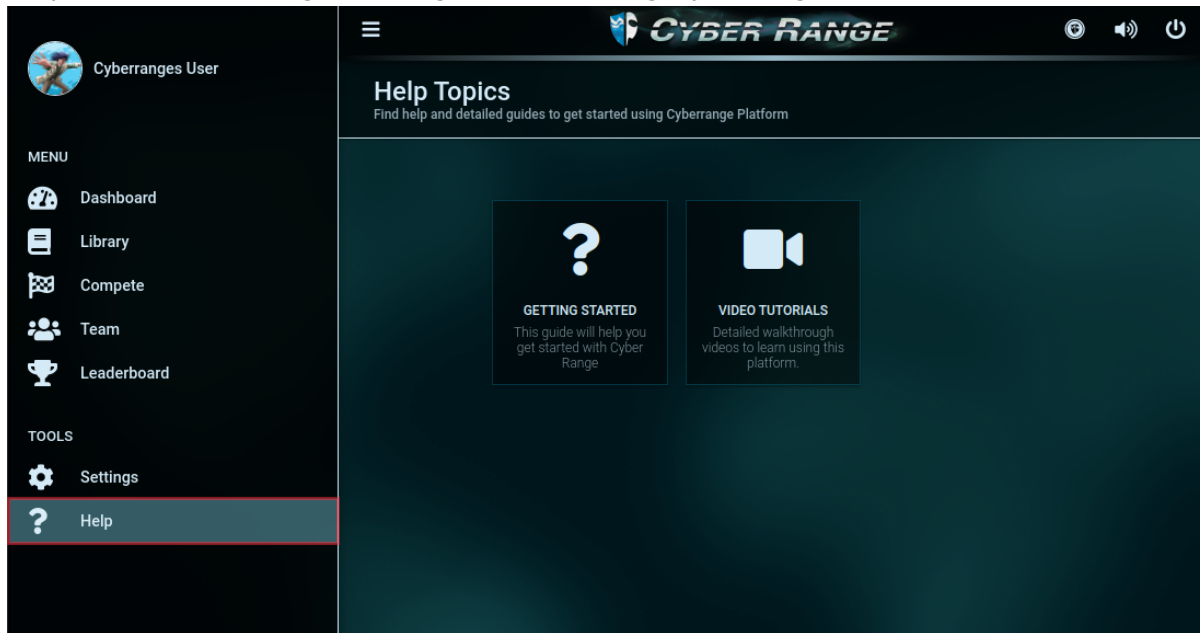 Cyberranges User
MENU
Dashboard
Library
Compete
Team
Leaderboard
TOOLS
Settings
Help
CYBER RANGE
Help Topics
Find help and detailed guides to get started using Cyberrange Platform
GETTING STARTED
This guide will help you
get started with Cyber
Range
VIDEO TUTORIALS
Detailed walkthrough
videos to learn using this
platform.